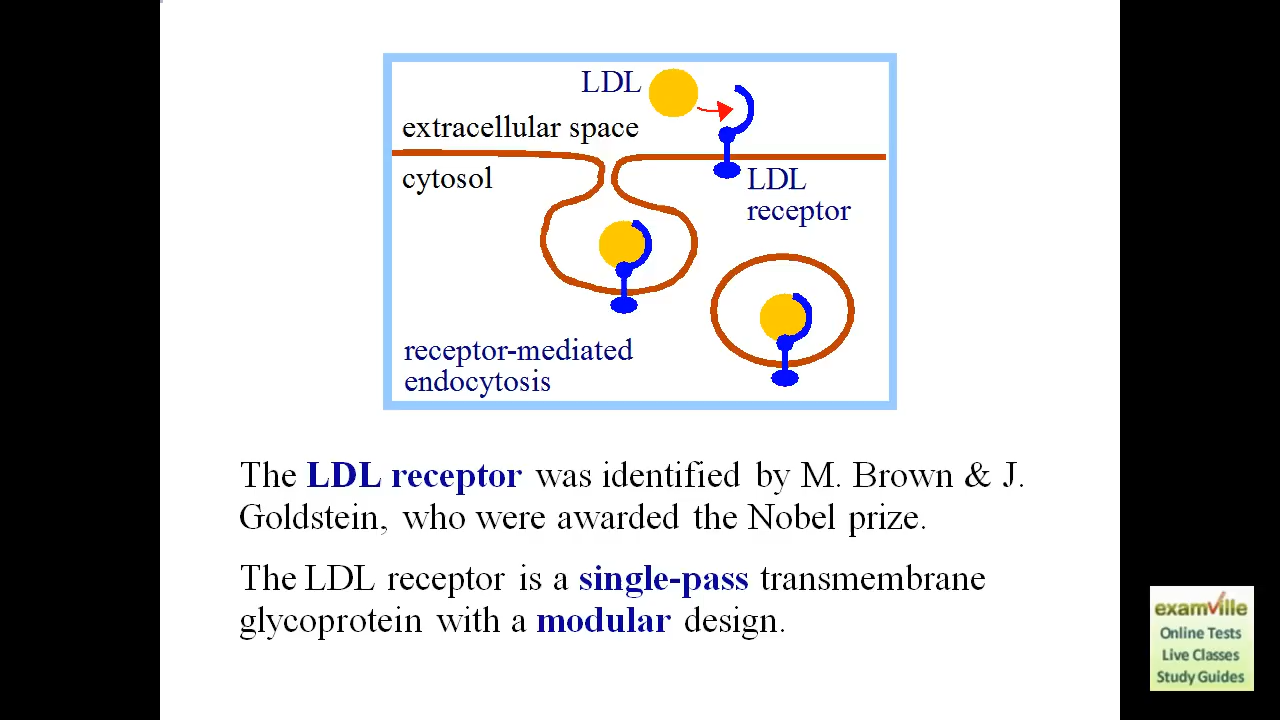 LDL
extracellular space
cytosol
LDL
receptor
receptor-mediated
endocytosis
The LDL receptor was identified by M. Brown & J.
Goldstein, who were awarded the Nobel prize.
The LDL receptor is a single-pass transmembrane
glycoprotein with a modular design.
examville
Online Tests
Live Classes
Study Guides